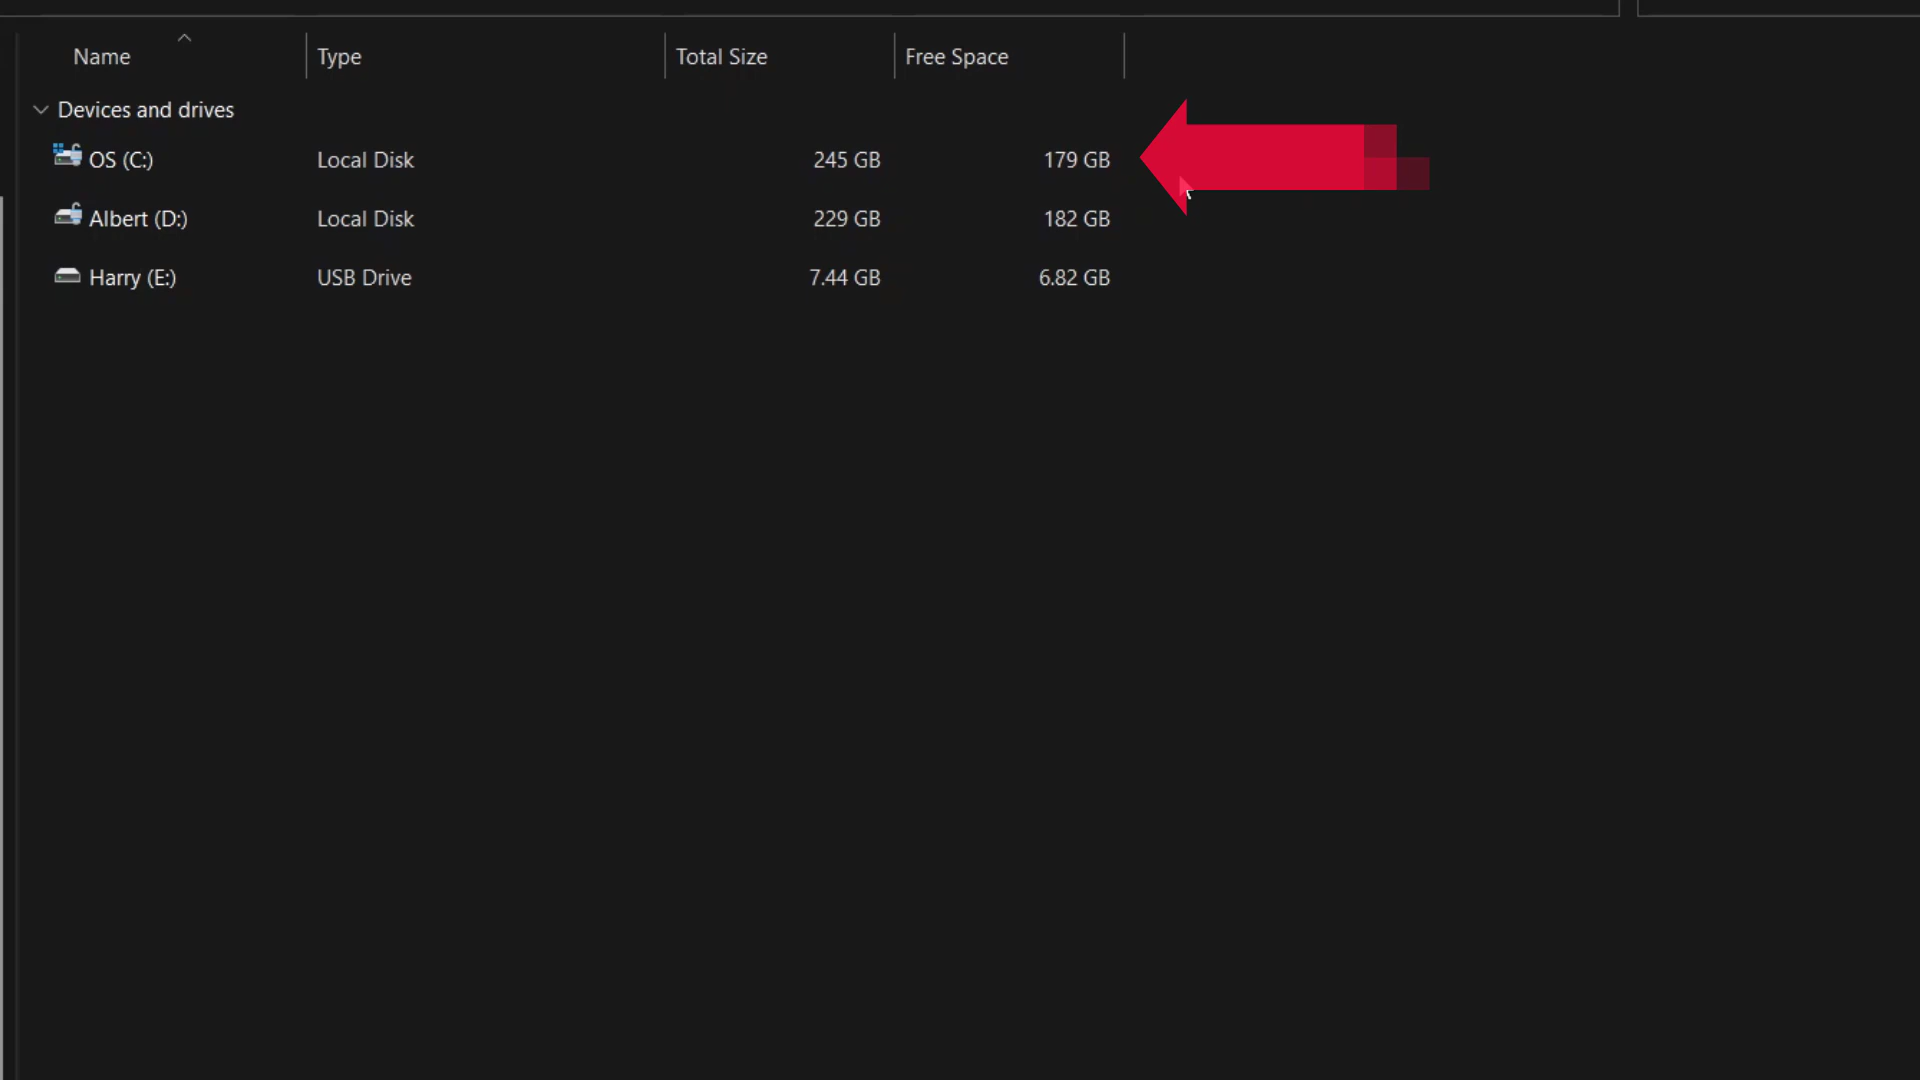 Name Type Total Size Free Space
Devices and drives
OS (C:) Local Disk 245 GB 179 GB
Albert (D:) Local Disk 229 GB 182 GB
Harry (E:) USB Drive 7.44 GB 6.82 GB